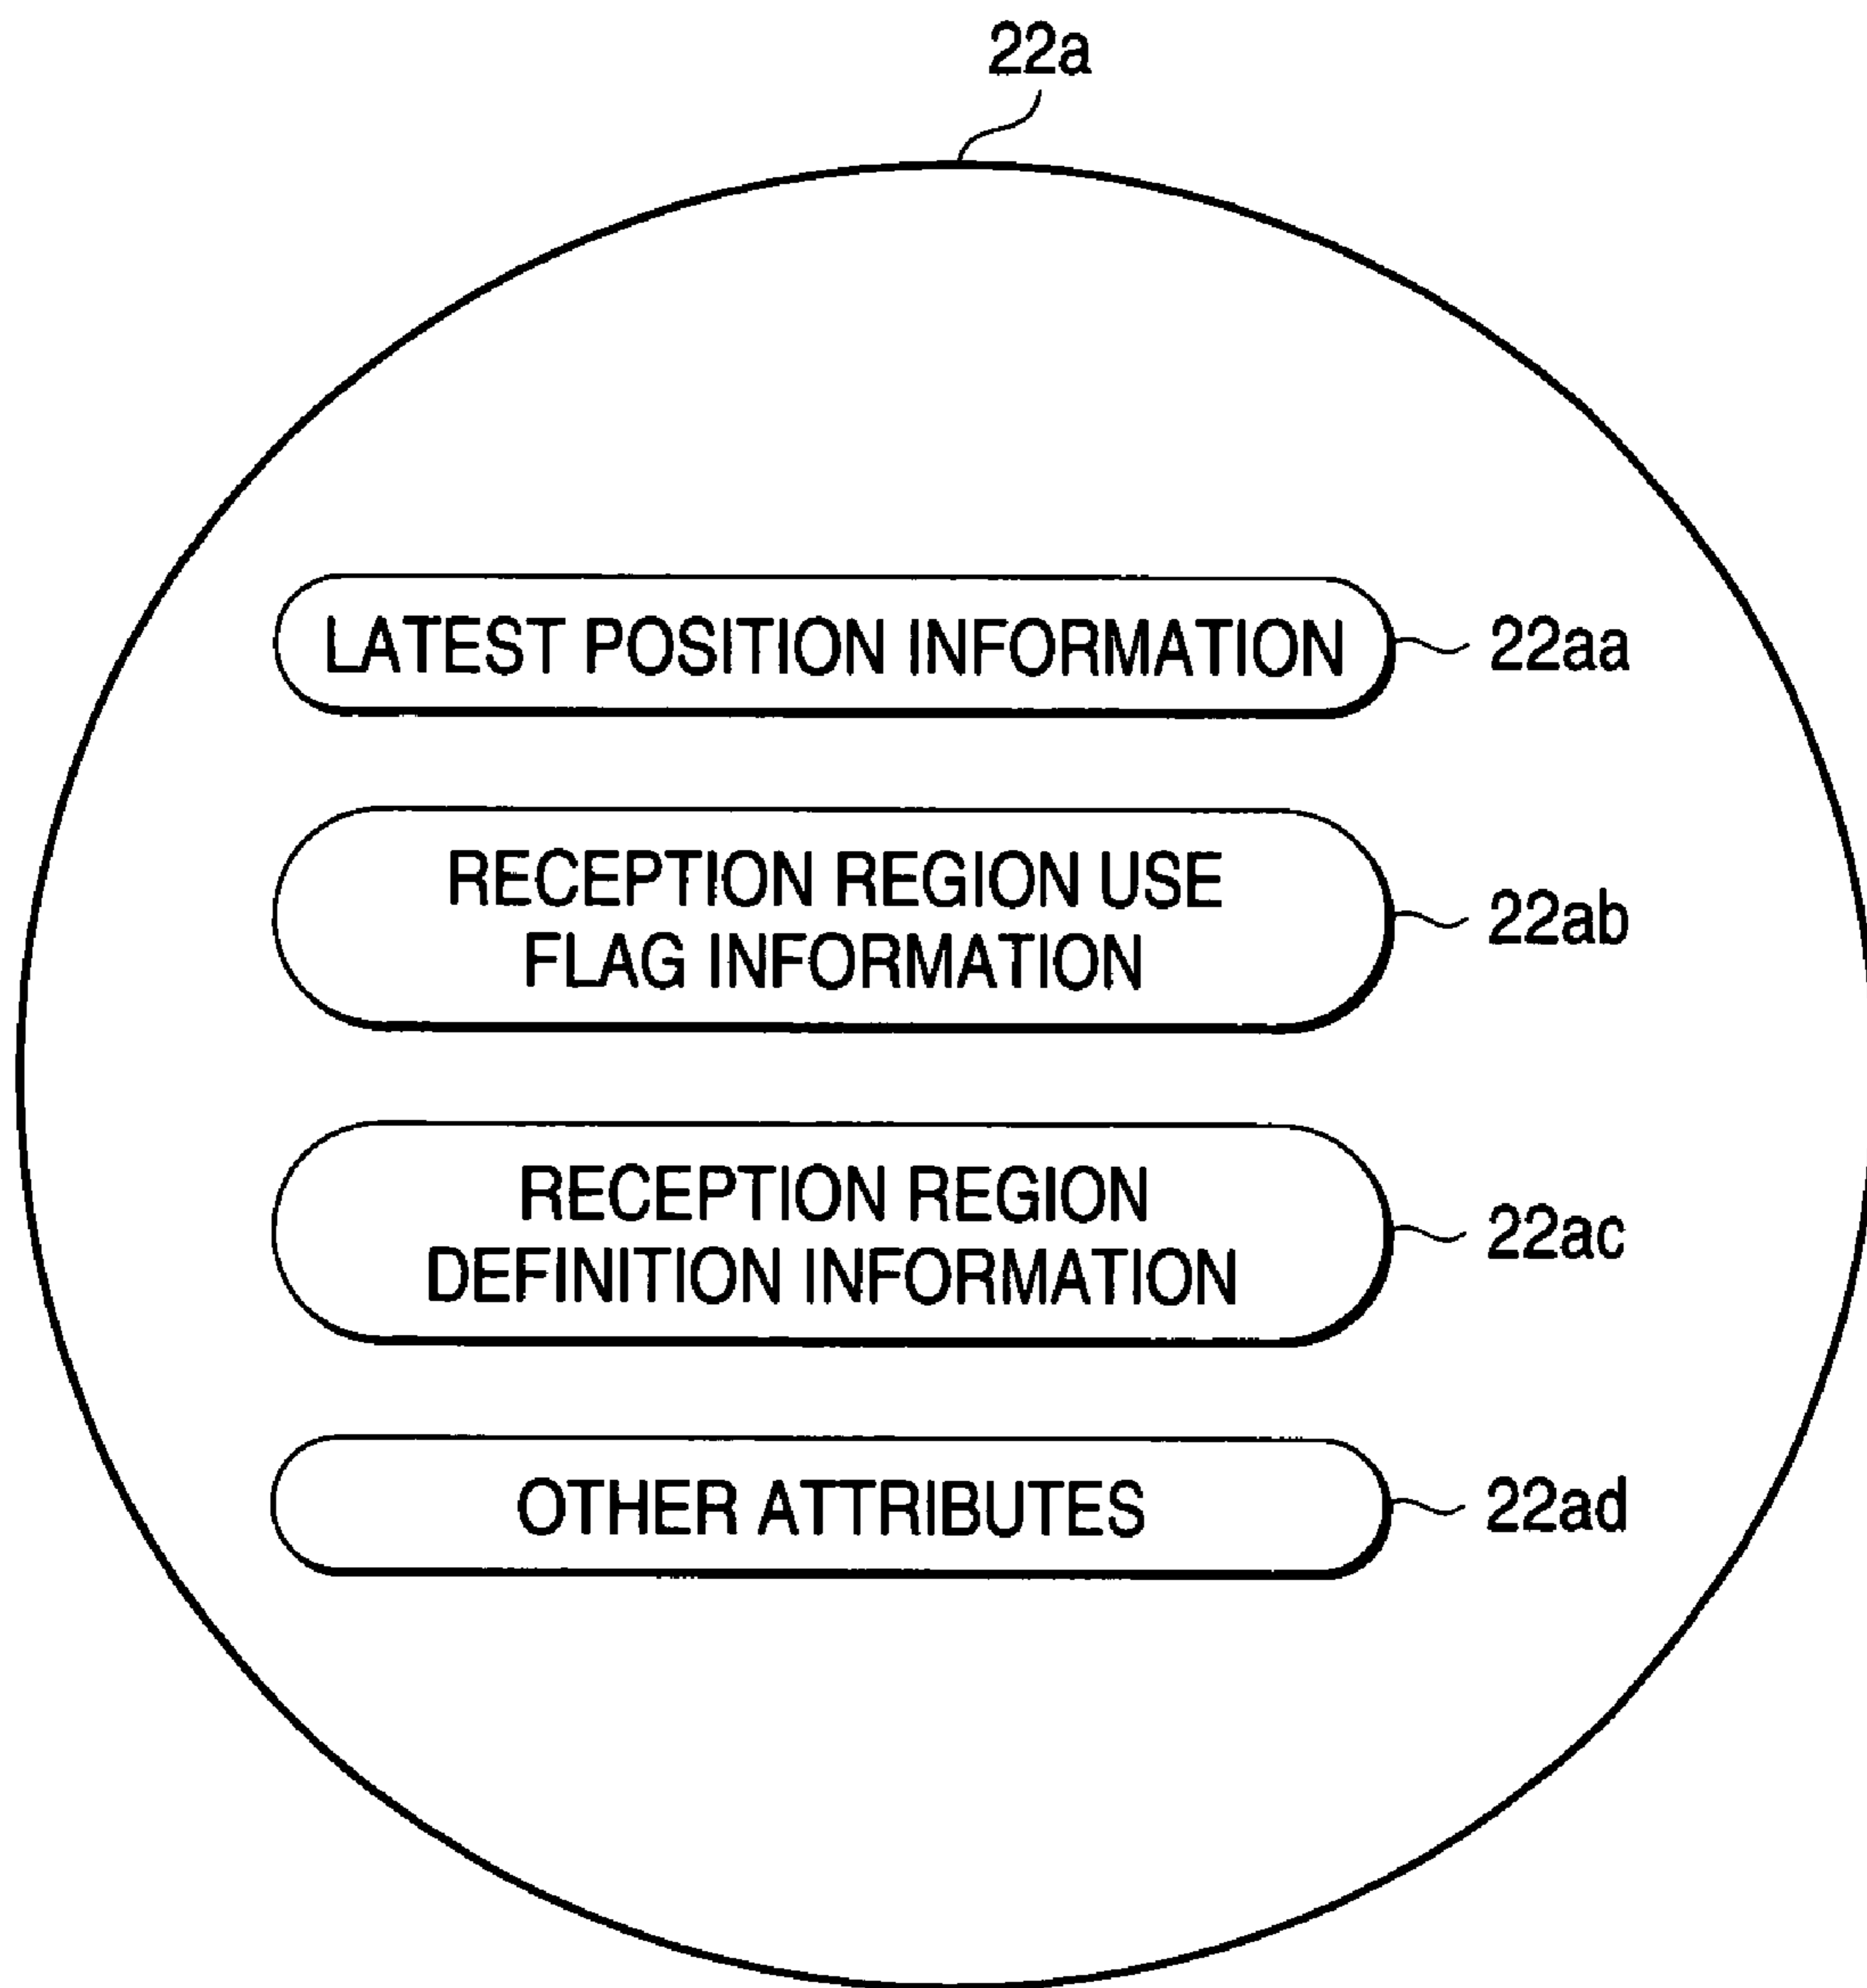 22a
LATEST POSITION INFORMATION 22aa
RECEPTION REGION USE
FLAG INFORMATION 22ab
RECEPTION REGION
DEFINITION INFORMATION 22ac
OTHER ATTRIBUTES 22ad